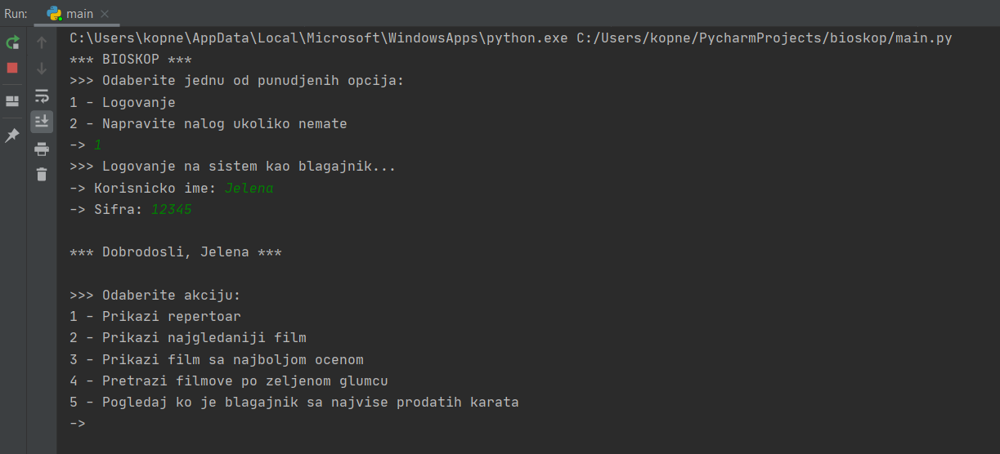 Run: main
C:\Users\kopne\AppData\Local\Microsoft\WindowsApps\python.exe C:/Users/kopne/PycharmProjects/bioskop/main.py
*** BIOSKOP ***
>>> Odaberite jednu od punudjenih opcija:
1 - Logovanje
2 - Napravite nalog ukoliko nemate
-> 1
>>> Logovanje na sistem kao blagajnik...
-> Korisnicko ime: Jelena
-> Sifra: 12345
*** Dobrodosli, Jelena ***
>>> Odaberite akciju:
1 - Prikazi repertoar
2 - Prikazi najgledaniji film
3 - Prikazi film sa najboljom ocenom
4 - Pretrazi filmove po zeljenom glumcu
5 - Pogledaj ko je blagajnik sa najvise prodatih karata
->